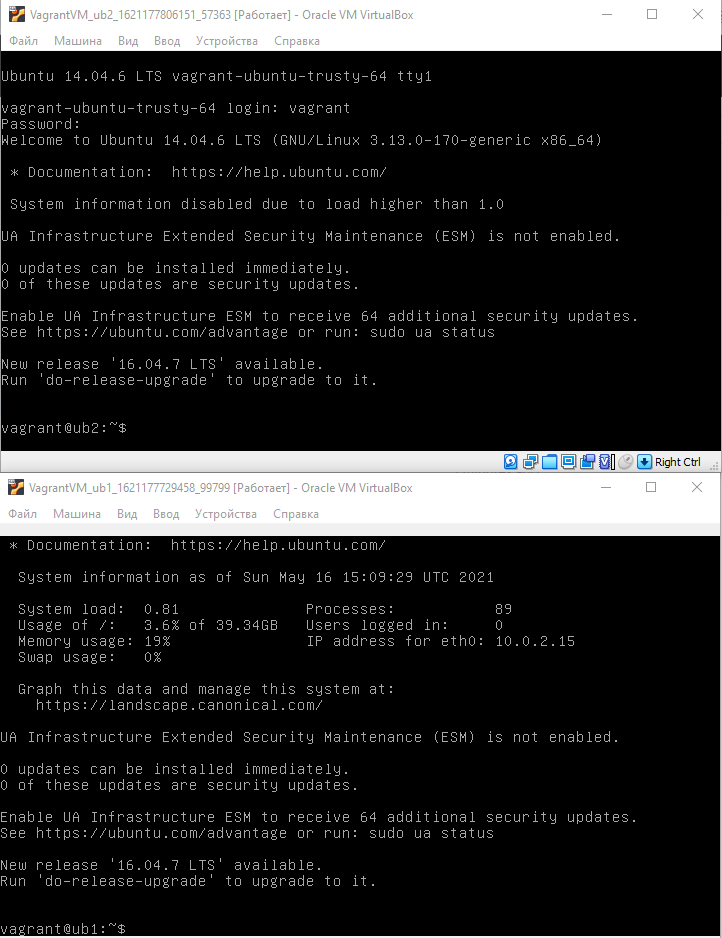 VagrantVM_ub2_1621177806151_57363 [Работает] - Oracle VM VirtualBox
Файл Машина Вид Ввод Устройства Справка
Ubuntu 14.04.6 LTS vagrant-ubuntu-trusty-64 tty1
vagrant-ubuntu-trusty-64 login: vagrant
Password:
Welcome to Ubuntu 14.04.6 LTS (GNU/Linux 3.13.0-170-generic x86_64)
* Documentation:  https://help.ubuntu.com/
System information disabled due to load higher than 1.0
UA Infrastructure Extended Security Maintenance (ESM) is not enabled.
0 updates can be installed immediately.
0 of these updates are security updates.
Enable UA Infrastructure ESM to receive 64 additional security updates.
See https://ubuntu.com/advantage or run: sudo ua status
New release '16.04.7 LTS' available.
Run 'do-release-upgrade' to upgrade to it.
vagrant@ub2:~$
Right Ctrl
VagrantVM_ub1_1621177729458_99799 [Работает] - Oracle VM VirtualBox
Файл Машина Вид Ввод Устройства Справка
* Documentation:  https://help.ubuntu.com/
System information as of Sun May 16 15:09:29 UTC 2021
System load:  0.81 Processes: 89
Usage of /:   3.6% of 39.34GB Users logged in: 0
Memory usage: 19% IP address for eth0: 10.0.2.15
Swap usage:   0%
Graph this data and manage this system at:
https://landscape.canonical.com/
UA Infrastructure Extended Security Maintenance (ESM) is not enabled.
0 updates can be installed immediately.
0 of these updates are security updates.
Enable UA Infrastructure ESM to receive 64 additional security updates.
See https://ubuntu.com/advantage or run: sudo ua status
New release '16.04.7 LTS' available.
Run 'do-release-upgrade' to upgrade to it.
vagrant@ub1:~$